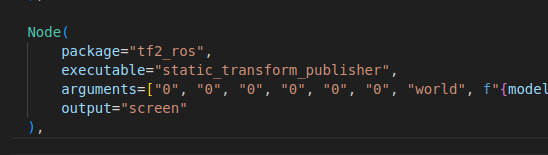 Node(
package="tf2_ros",
executable="static_transform_publisher",
arguments=["0", "0", "0", "0", "0", "0", "world", f"{model
output="screen"
),